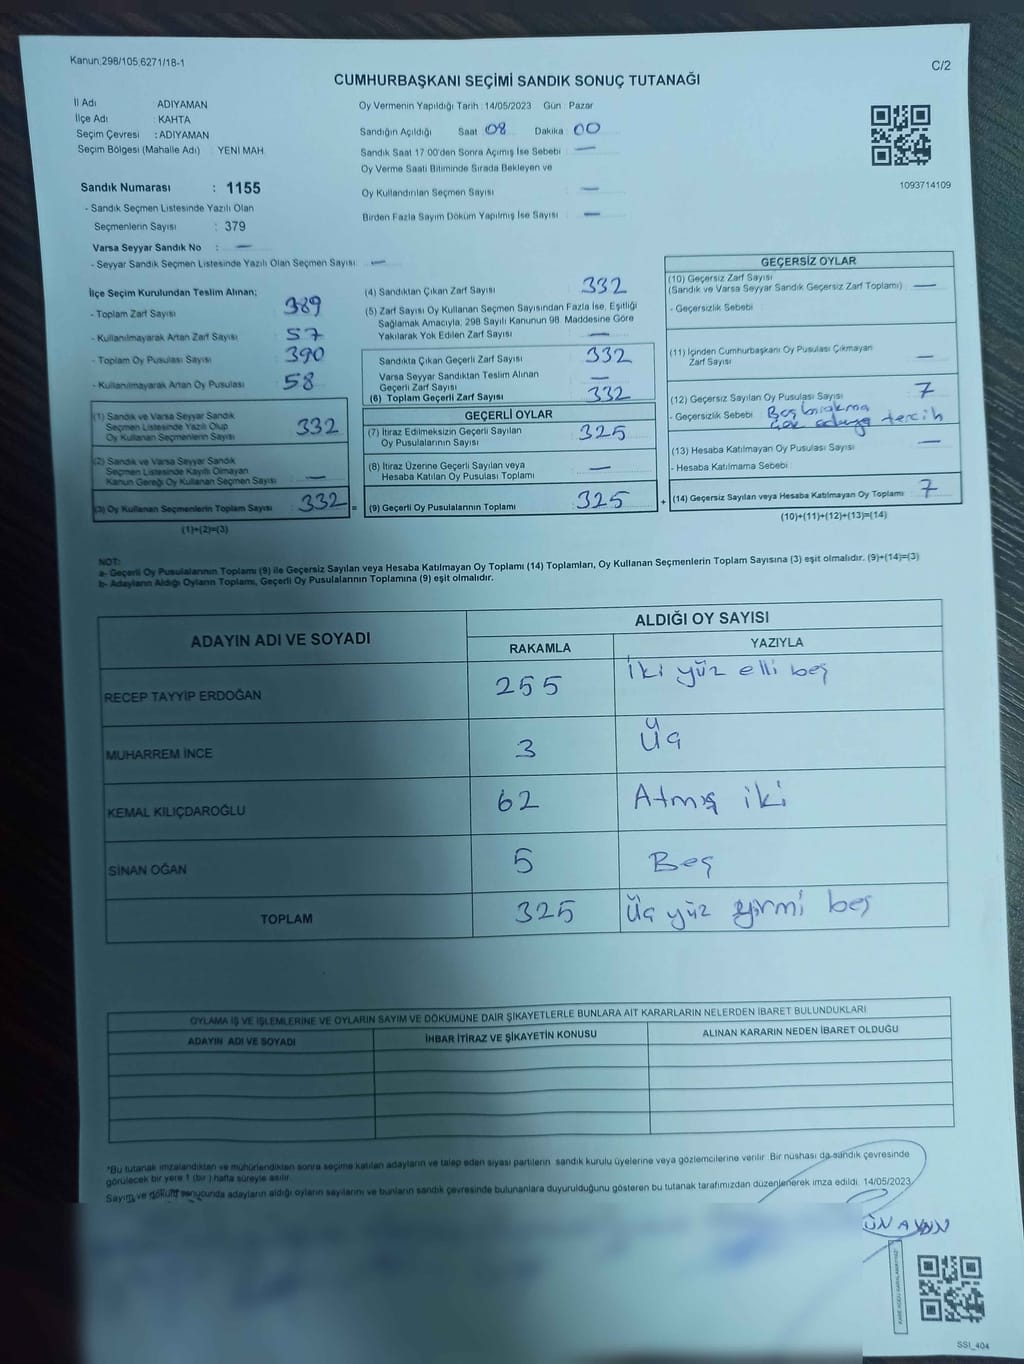 Kanun,298/105,6271/18-1
C/2
CUMHURBAŞKANI SEÇİMİ SANDIK SONUÇ TUTANAĞI
İl Adı ADIYAMAN
İlçe Adı : KAHTA
Seçim Çevresi : ADIYAMAN
Seçim Bölgesi (Mahalle Adı) YENİ MAH.
Oy Vermenin Yapıldığı Tarih : 14/05/2023 Gün : Pazar
Sandığın Açıldığı Saat 08 Dakika 00
Sandık Saat 17:00'den Sonra Açımış İse Sebebi : —
Oy Verme Saati Bitiminde Sırada Bekleyen ve
Oy Kullandırılan Seçmen Sayısı —
Birden Fazla Sayım Döküm Yapılmış İse Sayısı —
1093714109
Sandık Numarası : 1155
- Sandık Seçmen Listesinde Yazılı Olan
Seçmenlerin Sayısı : 379
Varsa Seyyar Sandık No : —
- Seyyar Sandık Seçmen Listesinde Yazılı Olan Seçmen Sayısı: —
İlçe Seçim Kurulundan Teslim Alınan;
- Toplam Zarf Sayısı 389
- Kullanılmayarak Artan Zarf Sayısı 57
- Toplam Oy Pusulası Sayısı 390
- Kullanılmayarak Artan Oy Pusulası 58
(1) Sandık ve Varsa Seyyar Sandık
Seçmen Listesinde Yazılı Olup
Oy Kullanan Seçmenlerin Sayısı 332
(2) Sandık ve Varsa Seyyar Sandık
Seçmen Listesinde Kayıtlı Olmayan
Kanun Gereği Oy Kullanan Seçmen Sayısı —
(3) Oy Kullanan Seçmenlerin Toplam Sayısı 332 =
(1)+(2)=(3)
(4) Sandıktan Çıkan Zarf Sayısı 332
(5) Zarf Sayısı Oy Kullanan Seçmen Sayısından Fazla İse, Eşitliği
Sağlamak Amacıyla, 298 Sayılı Kanunun 98. Maddesine Göre
Yakılarak Yok Edilen Zarf Sayısı —
Sandıkta Çıkan Geçerli Zarf Sayısı 332
Varsa Seyyar Sandıktan Teslim Alınan
Geçerli Zarf Sayısı —
(6) Toplam Geçerli Zarf Sayısı 332
GEÇERLİ OYLAR
(7) İtiraz Edilmeksizin Geçerli Sayılan
Oy Pusulalarının Sayısı 325
(8) İtiraz Üzerine Geçerli Sayılan veya
Hesaba Katılan Oy Pusulası Toplamı —
(9) Geçerli Oy Pusulalarının Toplamı 325 +
GEÇERSİZ OYLAR
(10) Geçersiz Zarf Sayısı
(Sandık ve Varsa Seyyar Sandık Geçersiz Zarf Toplamı) —
- Geçersizlik Sebebi :
(11) İçinden Cumhurbaşkanı Oy Pusulası Çıkmayan
Zarf Sayısı —
(12) Geçersiz Sayılan Oy Pusulası Sayısı 7
- Geçersizlik Sebebi Boş bırakma
tercih
(13) Hesaba Katılmayan Oy Pusulası Sayısı —
- Hesaba Katılmama Sebebi
(14) Geçersiz Sayılan veya Hesaba Katılmayan Oy Toplamı 7
(10)+(11)+(12)+(13)=(14)
NOT:
a- Geçerli Oy Pusulalarının Toplamı (9) ile Geçersiz Sayılan veya Hesaba Katılmayan Oy Toplamı (14) Toplamları, Oy Kullanan Seçmenlerin Toplam Sayısına (3) eşit olmalıdır. (9)+(14)=(3)
b- Adayların Aldığı Oyların Toplamı, Geçerli Oy Pusulalarının Toplamına (9) eşit olmalıdır.
ADAYIN ADI VE SOYADI
ALDIĞI OY SAYISI
RAKAMLA YAZIYLA
RECEP TAYYİP ERDOĞAN 255 İki yüz elli beş
MUHARREM İNCE 3 Üç
KEMAL KILIÇDAROĞLU 62 Atmış iki
SİNAN OĞAN 5 Beş
TOPLAM 325 Üç yüz yirmi beş
OYLAMA İŞ VE İŞLEMLERİNE VE OYLARIN SAYIM VE DÖKÜMÜNE DAİR ŞİKAYETLERLE BUNLARA AİT KARARLARIN NELERDEN İBARET BULUNDUKLARI
ADAYIN ADI VE SOYADI İHBAR İTİRAZ VE ŞİKAYETİN KONUSU ALINAN KARARIN NEDEN İBARET OLDUĞU
*Bu tutanak imzalandıktan ve mühürlendikten sonra seçime katılan adayların ve talep eden siyasi partilerin sandık kurulu üyelerine veya gözlemcilerine verilir. Bir nüshası da sandık çevresinde
görülecek bir yere 1 (bir) hafta süreyle asılır.
Sayım ve döküm sonucunda adayların aldığı oyların sayılarını ve bunların sandık çevresinde bulunanlara duyurulduğunu gösteren bu tutanak tarafımızdan düzenlenerek imza edildi. 14/05/2023
SSI_404